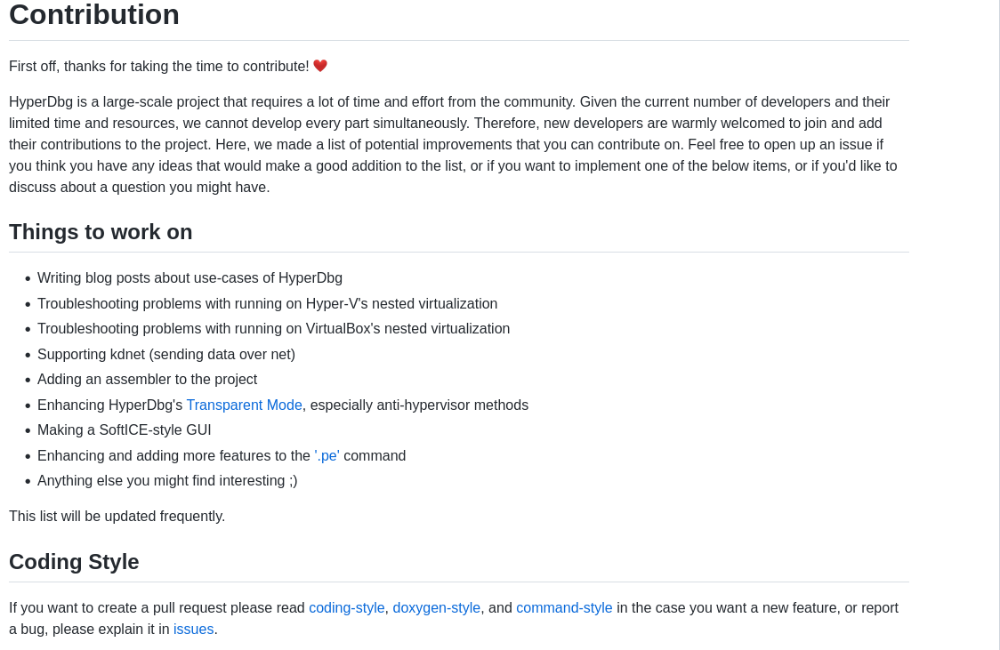 Contribution
First off, thanks for taking the time to contribute! ❤️
HyperDbg is a large-scale project that requires a lot of time and effort from the community. Given the current number of developers and their
limited time and resources, we cannot develop every part simultaneously. Therefore, new developers are warmly welcomed to join and add
their contributions to the project. Here, we made a list of potential improvements that you can contribute on. Feel free to open up an issue if
you think you have any ideas that would make a good addition to the list, or if you want to implement one of the below items, or if you'd like to
discuss about a question you might have.
Things to work on
• Writing blog posts about use-cases of HyperDbg
• Troubleshooting problems with running on Hyper-V's nested virtualization
• Troubleshooting problems with running on VirtualBox's nested virtualization
• Supporting kdnet (sending data over net)
• Adding an assembler to the project
• Enhancing HyperDbg's Transparent Mode, especially anti-hypervisor methods
• Making a SoftICE-style GUI
• Enhancing and adding more features to the '.pe' command
• Anything else you might find interesting ;)
This list will be updated frequently.
Coding Style
If you want to create a pull request please read coding-style, doxygen-style, and command-style in the case you want a new feature, or report
a bug, please explain it in issues.